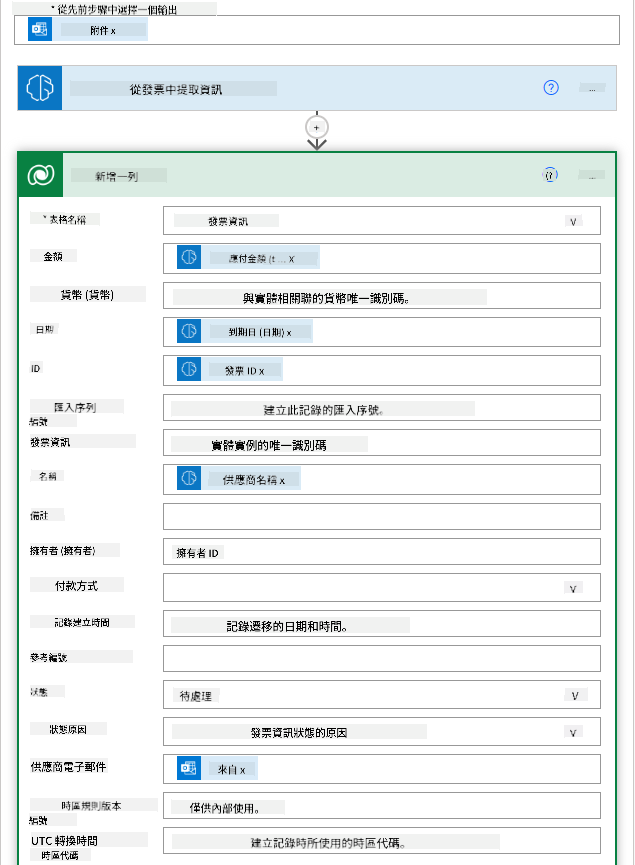 * 從先前步驟中選擇一個輸出
附件 x
從發票中提取資訊
?
...
+
新增一列
...
* 表格名稱
發票資訊
金額
應付金額 (t ... x
貨幣 (貨幣)
與實體相關聯的貨幣唯一識別碼。
日期
到期日 (日期) x
ID
發票 ID x
匯入序列
編號
建立此記錄的匯入序號。
發票資訊
實體實例的唯一識別碼
名稱
供應商名稱 x
備註
擁有者 (擁有者)
擁有者 ID
付款方式
記錄建立時間
記錄遷移的日期和時間。
參考編號
狀態
待處理
狀態原因
發票資訊狀態的原因
供應商電子郵件
來自 x
時區規則版本
編號
僅供內部使用。
UTC 轉換時間
時區代碼
建立記錄時所使用的時區代碼。